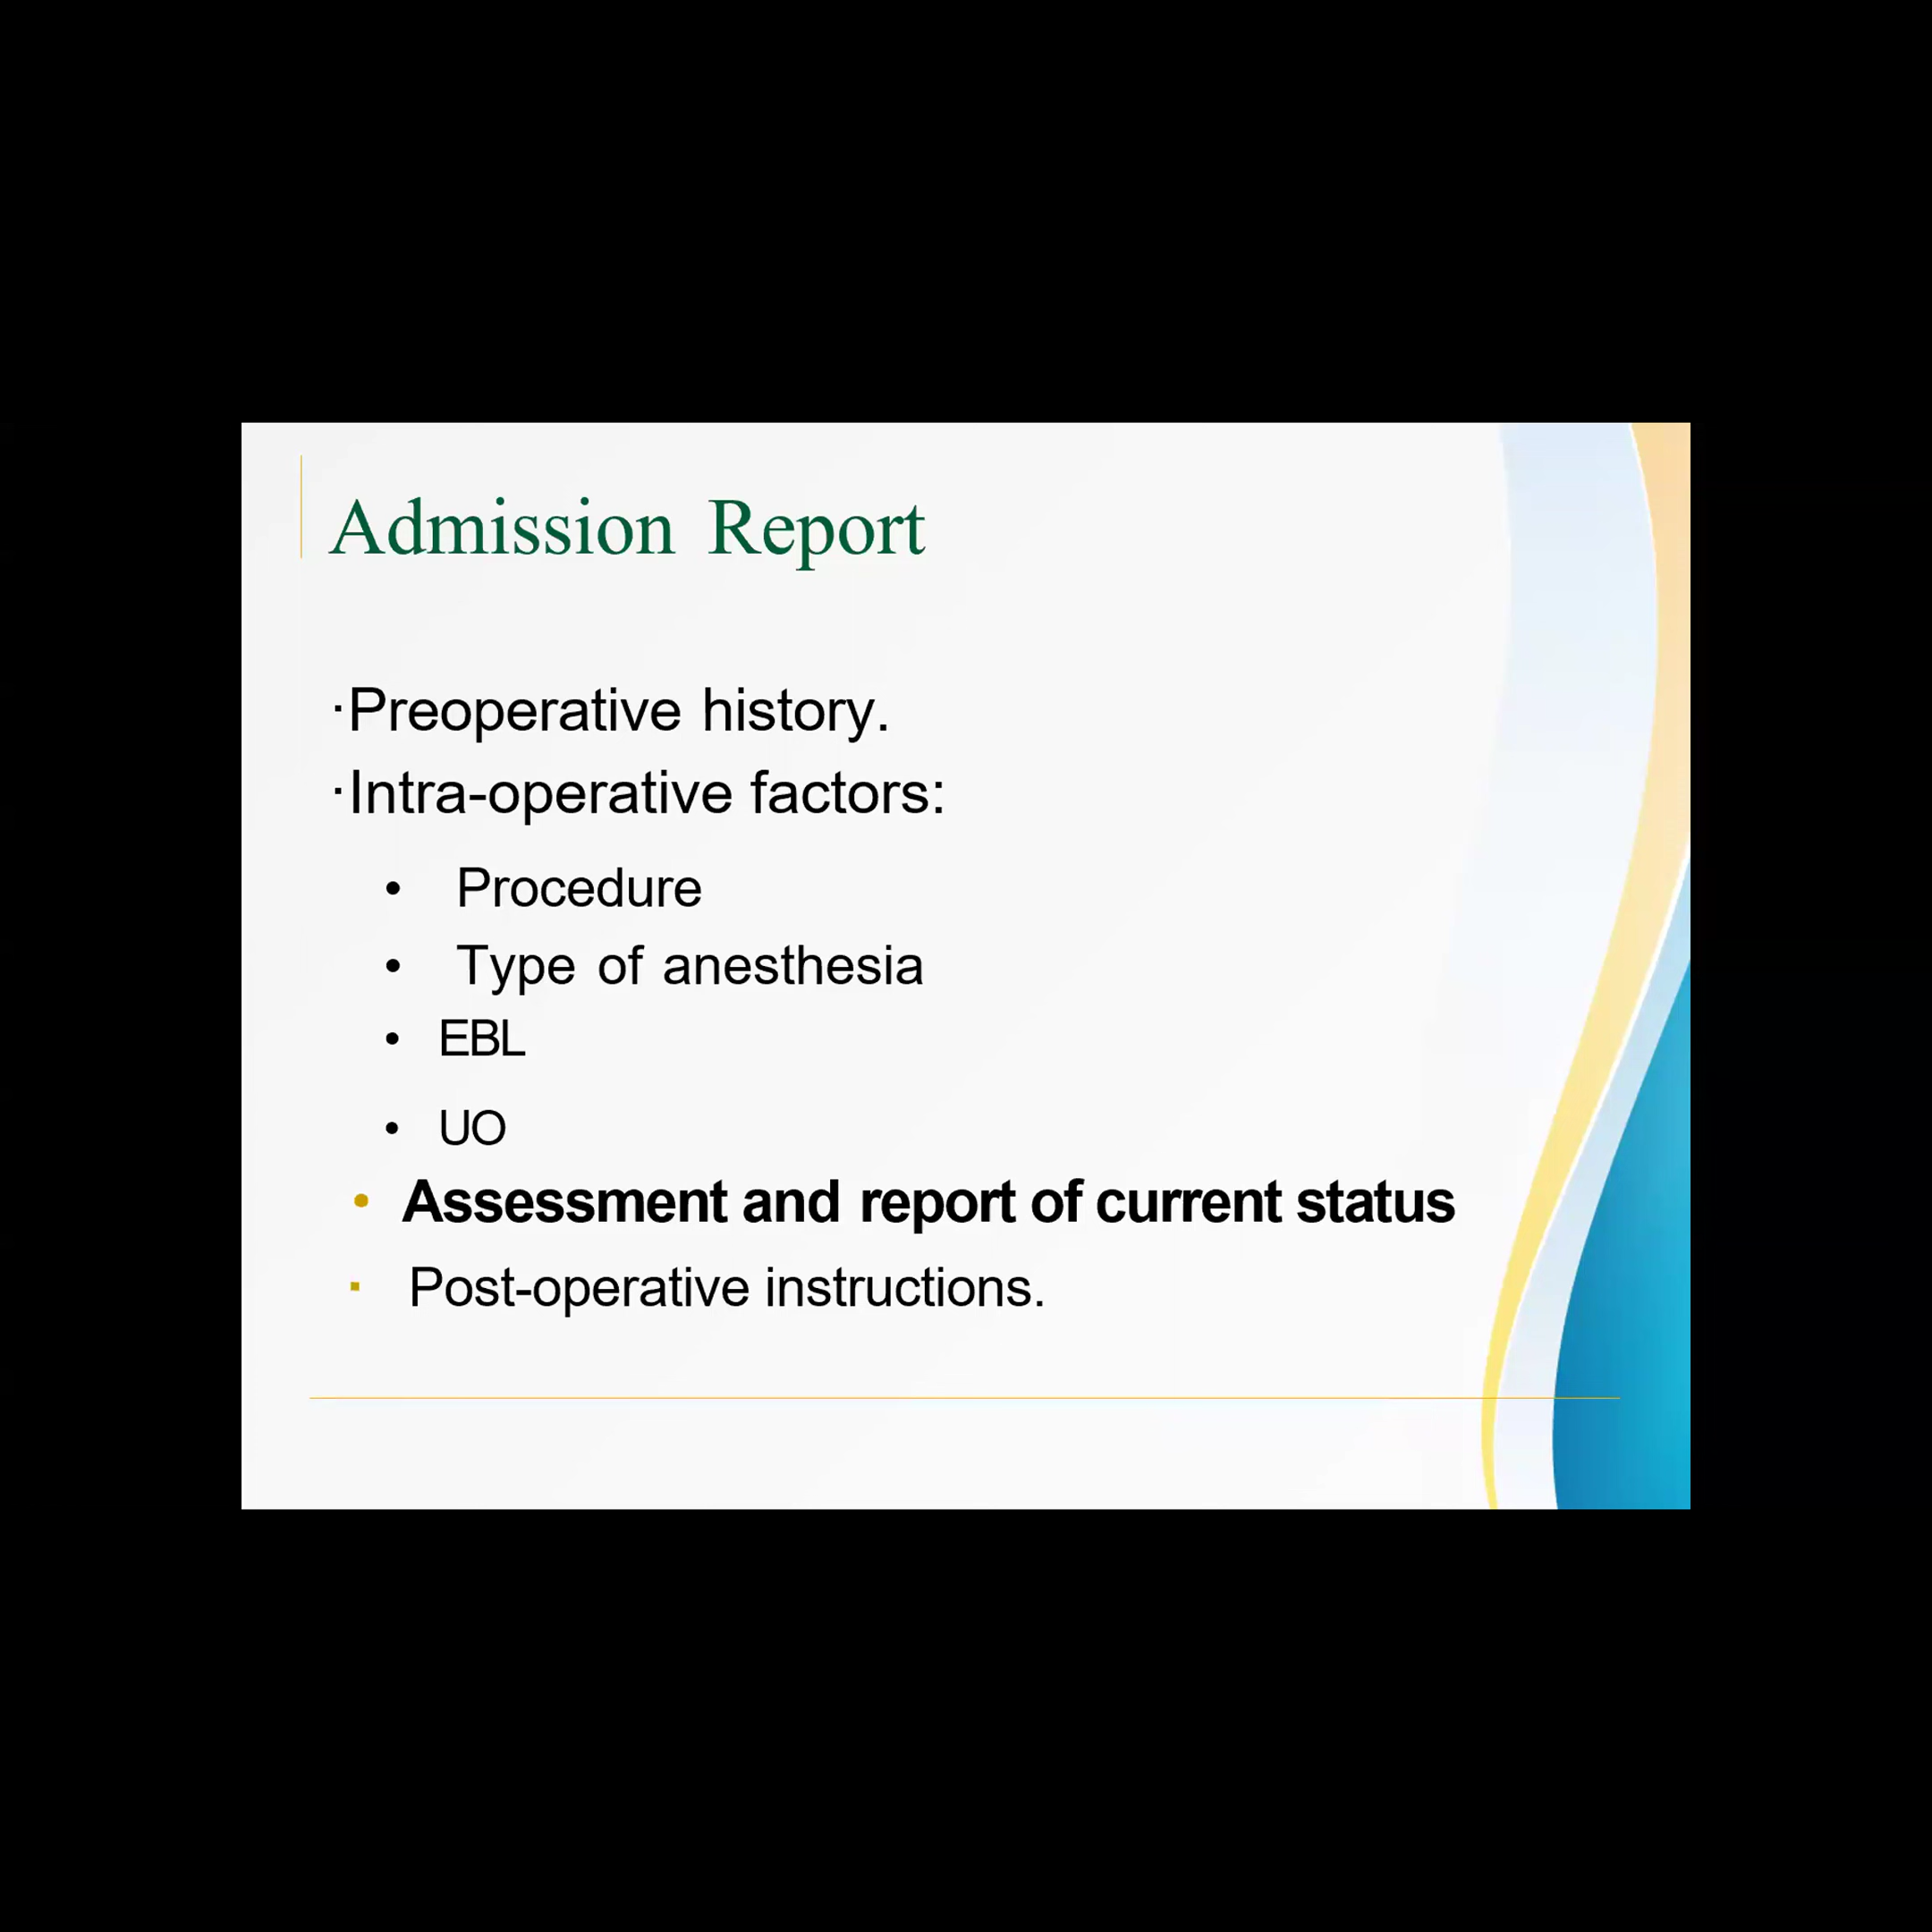 Admission Report
·Preoperative history.
·Intra-operative factors:
• Procedure
• Type of anesthesia
• EBL
• UO
• Assessment and report of current status
▪ Post-operative instructions.